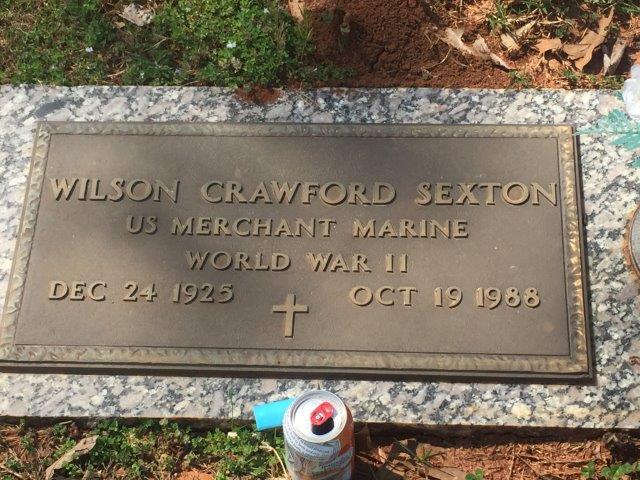 WILSON CRAWFORD SEXTON
US MERCHANT MARINE
WORLD WAR II
DEC 24 1925 OCT 19 1988